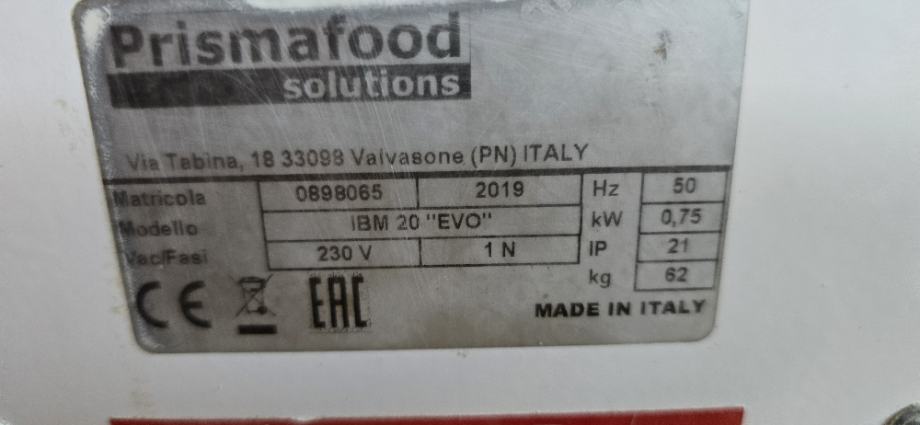 Prismafood
solutions
Via Tabina, 18 33098 Valvasone (PN) ITALY
Matricola 0898065 2019 Hz 50
Modello IBM 20 "EVO" kW 0,75
Vac/Fasi 230 V 1 N IP 21
kg 62
CE EAC MADE IN ITALY